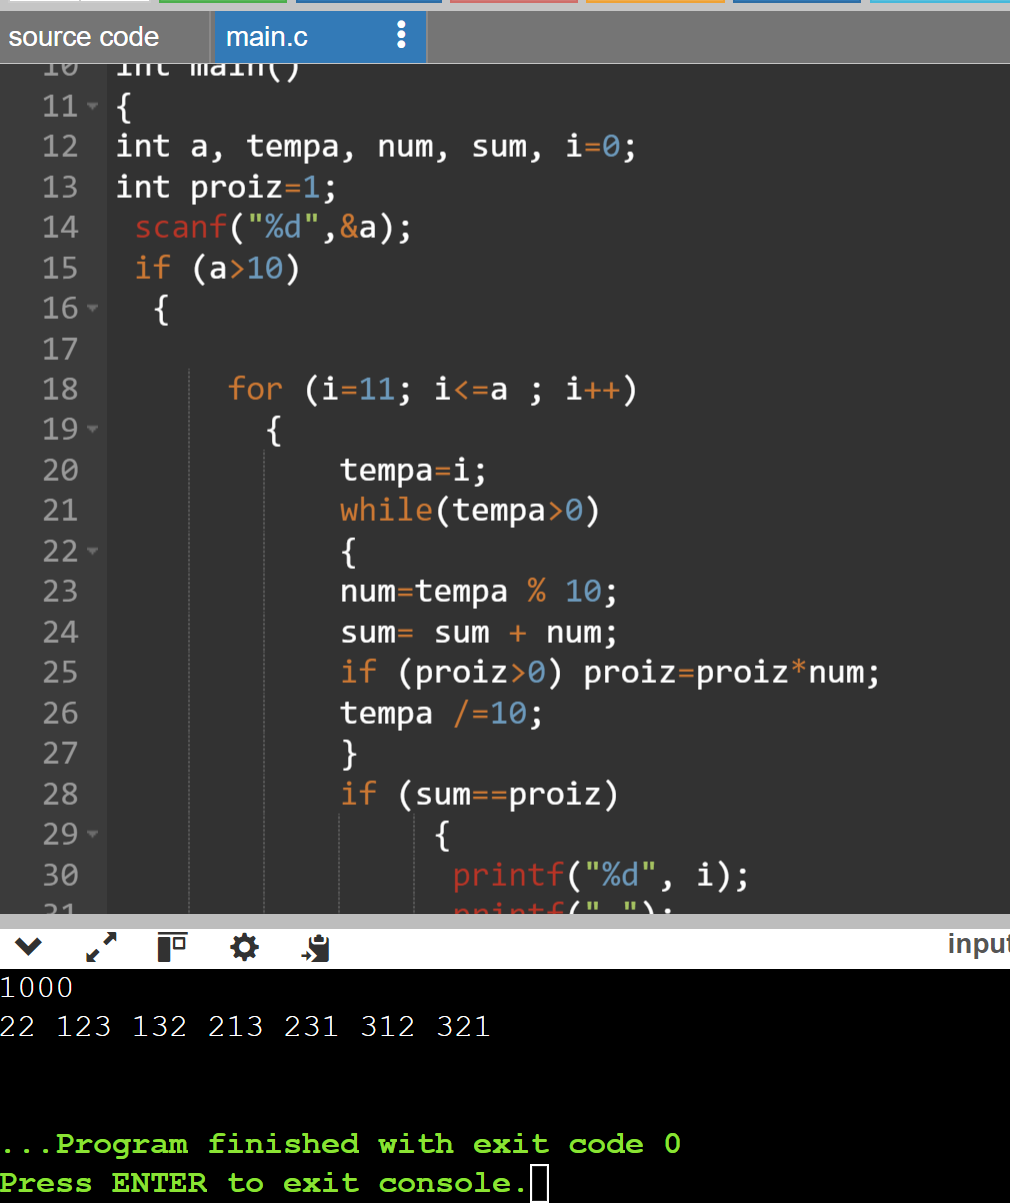 source code main.c
10 int main()
11 {
12 int a, tempa, num, sum, i=0;
13 int proiz=1;
14 scanf("%d",&a);
15 if (a>10)
16 {
17
18 for (i=11; i<=a ; i++)
19 {
20 tempa=i;
21 while(tempa>0)
22 {
23 num=tempa % 10;
24 sum= sum + num;
25 if (proiz>0) proiz=proiz*num;
26 tempa /=10;
27 }
28 if (sum==proiz)
29 {
30 printf("%d", i);
31 printf(" ");
input
1000
22 123 132 213 231 312 321
...Program finished with exit code 0
Press ENTER to exit console.